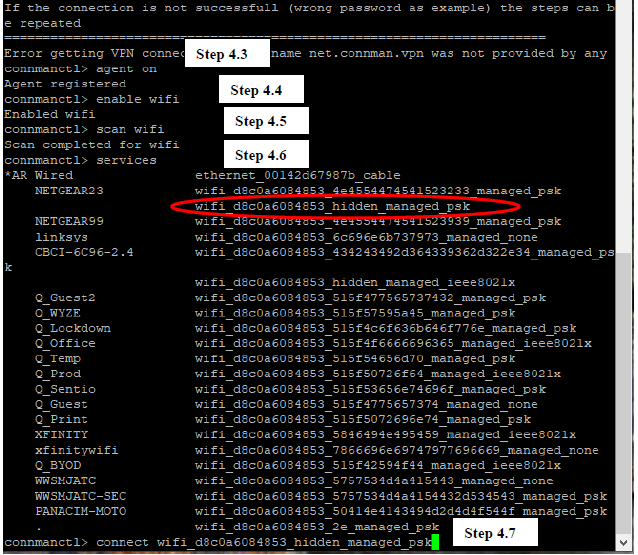 If the connection is not successfull (wrong password as example) the steps can b
e repeated
======================================================================
Error getting VPN connec Step 4.3 name net.connman.vpn was not provided by any
connmanctl> agent on
Agent registered Step 4.4
connmanctl> enable wifi
Enabled wifi Step 4.5
connmanctl> scan wifi
Scan completed for wifi Step 4.6
connmanctl> services
*AR Wired ethernet_00142d67987b_cable
NETGEAR23 wifi_d8c0a6084853_4e4554474541523233_managed_psk
wifi_d8c0a6084853_hidden_managed_psk
NETGEAR99 wifi_d8c0a6084853_4e4554474541523939_managed_psk
linksys wifi_d8c0a6084853_6c696e6b737973_managed_none
CBCI-6C96-2.4 wifi_d8c0a6084853_434243492d364339362d322e34_managed_ps
k
wifi_d8c0a6084853_hidden_managed_ieee8021x
Q_Guest2 wifi_d8c0a6084853_515f477565737432_managed_psk
Q_WYZE wifi_d8c0a6084853_515f57595a45_managed_psk
Q_Lockdown wifi_d8c0a6084853_515f4c6f636b646f776e_managed_psk
Q_Office wifi_d8c0a6084853_515f4f6666696365_managed_ieee8021x
Q_Temp wifi_d8c0a6084853_515f54656d70_managed_psk
Q_Prod wifi_d8c0a6084853_515f50726f64_managed_ieee8021x
Q_Sentio wifi_d8c0a6084853_515f53656e74696f_managed_psk
Q_Guest wifi_d8c0a6084853_515f4775657374_managed_none
Q_Print wifi_d8c0a6084853_515f5072696e74_managed_psk
XFINITY wifi_d8c0a6084853_5846494e495459_managed_ieee8021x
xfinitywifi wifi_d8c0a6084853_7866696e69747977696669_managed_none
Q_BYOD wifi_d8c0a6084853_515f42594f44_managed_ieee8021x
WWSMJATC wifi_d8c0a6084853_5757534d4a415443_managed_none
WWSMJATC-SEC wifi_d8c0a6084853_5757534d4a4154432d534543_managed_psk
PANACIM-MOTO wifi_d8c0a6084853_50414e4143494d2d4d4f544f_managed_psk
. wifi_d8c0a6084853_2e_managed_psk
connmanctl> connect wifi_d8c0a6084853_hidden_managed_psk Step 4.7